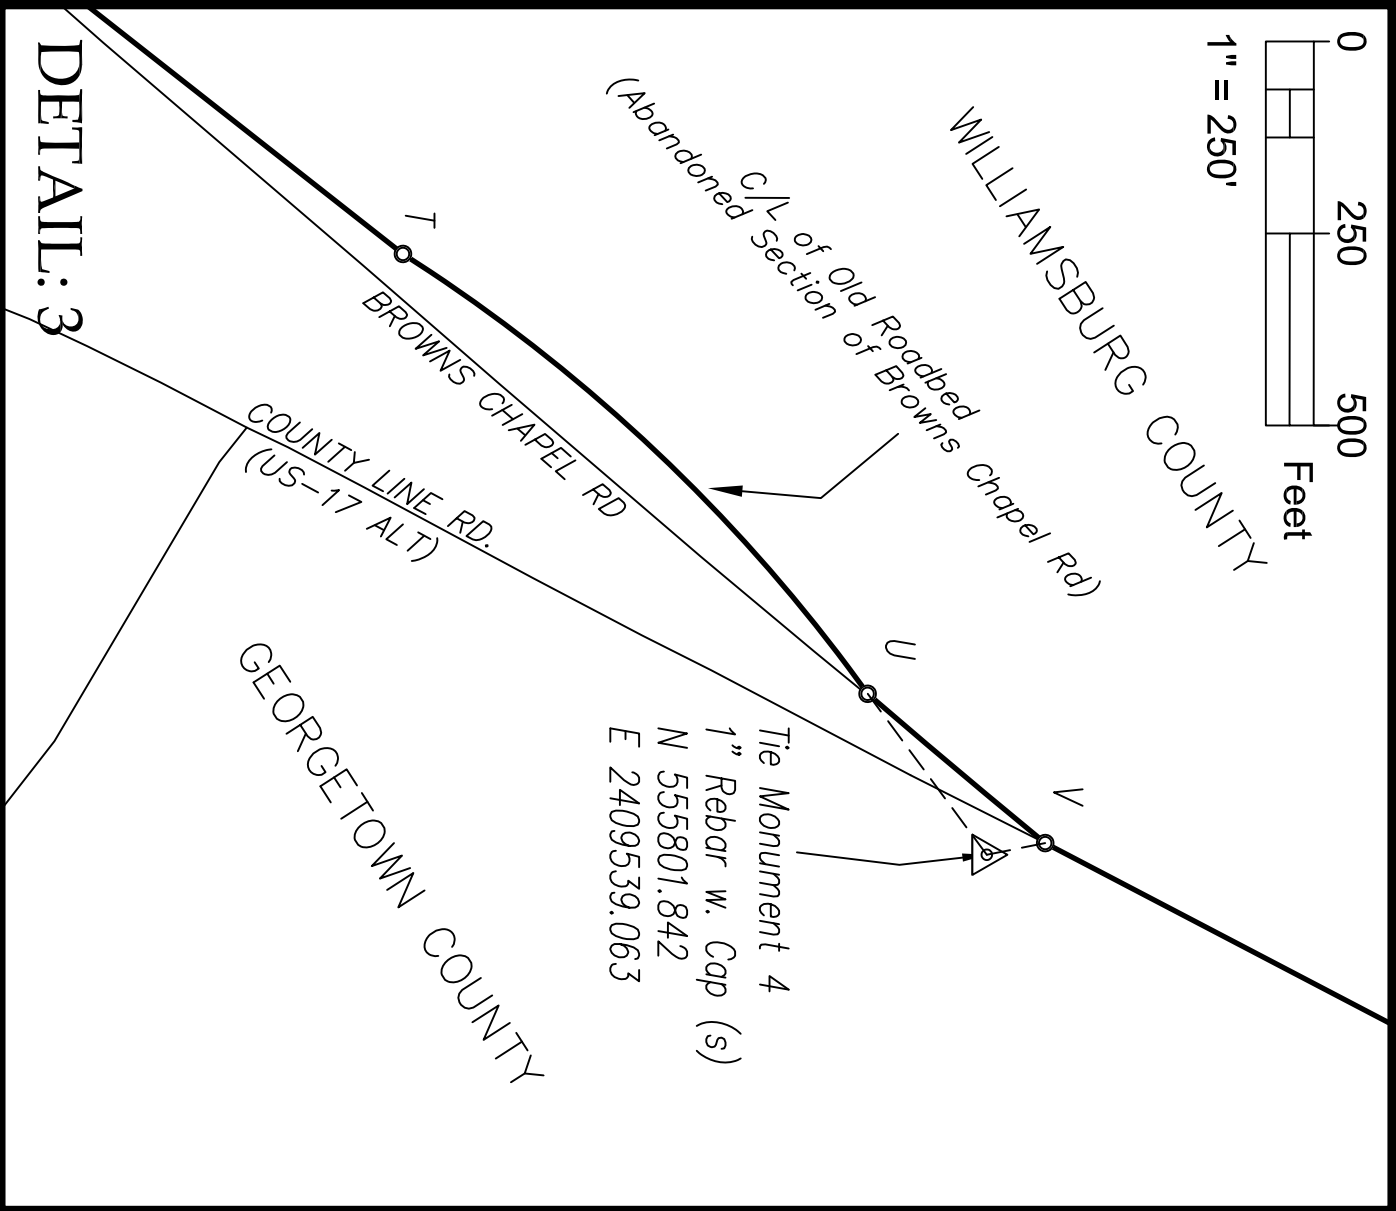 0 250 500
Feet
1" = 250'
WILLIAMSBURG COUNTY
C/L of Old Roadbed
(Abandoned Section of Browns Chapel Rd)
T
U
V
BROWNS CHAPEL RD
COUNTY LINE RD.
(US-17 ALT)
Tie Monument 4
1" Rebar w. Cap (s)
N 555801.842
E 2409539.063
GEORGETOWN COUNTY
DETAIL: 3